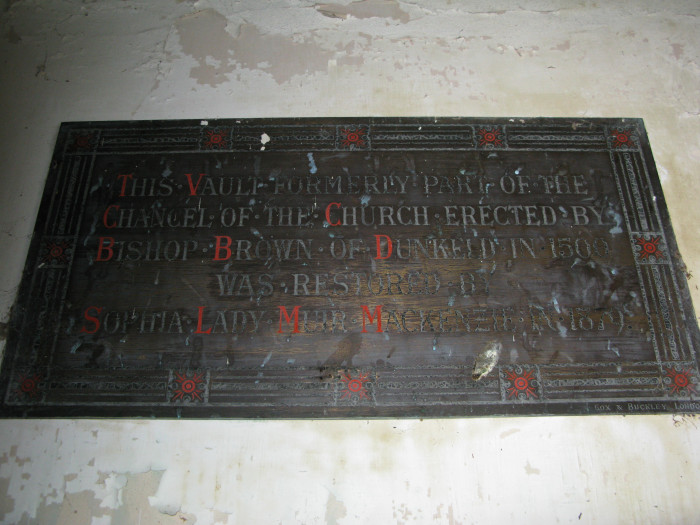 THIS · VAULT · FORMERLY · PART · OF · THE
CHANCEL · OF · THE · CHURCH · ERECTED · BY
BISHOP · BROWN · OF · DUNKELD · IN · 1500
WAS · RESTORED · BY
SOPHIA · LADY · MUIR · MACKENZIE
COX & BUCKLEY, LONDON